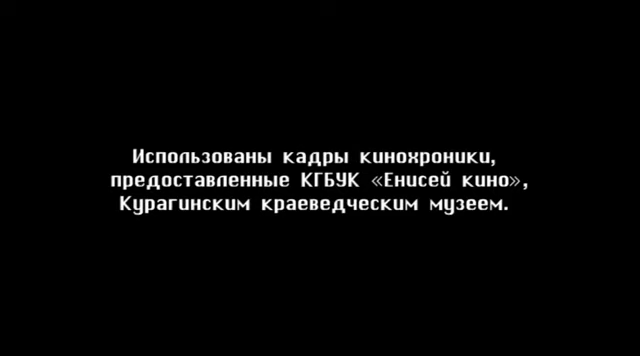 Использованы кадры кинохроники,
предоставленные КГБУК «Енисей кино»,
Курагинским краеведческим музеем.